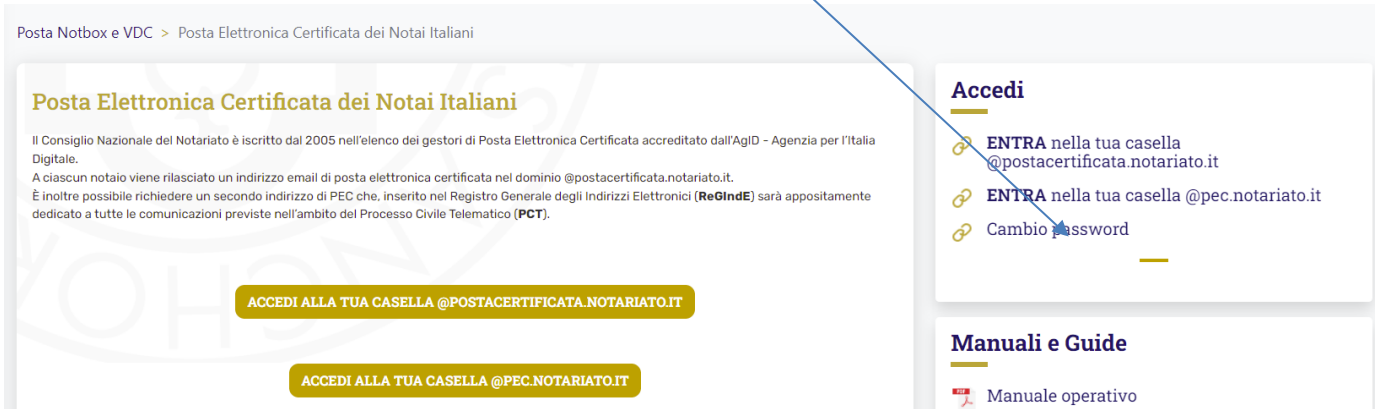 Posta Notbox e VDC > Posta Elettronica Certificata dei Notai Italiani
Posta Elettronica Certificata dei Notai Italiani
Il Consiglio Nazionale del Notariato è iscritto dal 2005 nell'elenco dei gestori di Posta Elettronica Certificata accreditato dall'AgID - Agenzia per l'Italia
Digitale.
A ciascun notaio viene rilasciato un indirizzo email di posta elettronica certificata nel dominio @postacertificata.notariato.it.
È inoltre possibile richiedere un secondo indirizzo di PEC che, inserito nel Registro Generale degli Indirizzi Elettronici (ReGIndE) sarà appositamente
dedicato a tutte le comunicazioni previste nell'ambito del Processo Civile Telematico (PCT).
ACCEDI ALLA TUA CASELLA @POSTACERTIFICATA.NOTARIATO.IT
ACCEDI ALLA TUA CASELLA @PEC.NOTARIATO.IT
Accedi
ENTRA nella tua casella
@postacertificata.notariato.it
ENTRA nella tua casella @pec.notariato.it
Cambio password
Manuali e Guide
PDF
Manuale operativo